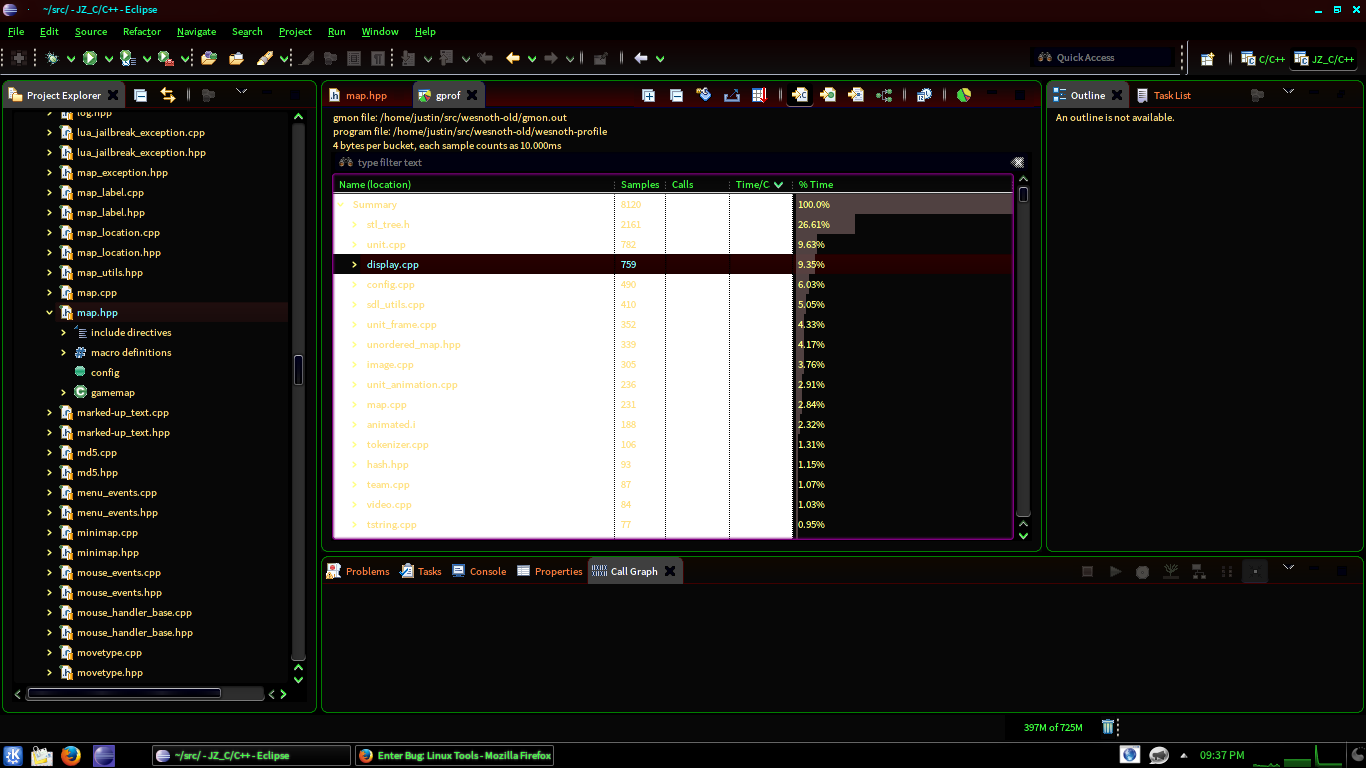 ~/src/ - JZ_C/C++ - Eclipse
File Edit Source Refactor Navigate Search Project Run Window Help
Quick Access
C/C++
JZ_C/C++
Project Explorer
log.hpp
lua_jailbreak_exception.cpp
lua_jailbreak_exception.hpp
map_exception.hpp
map_label.cpp
map_label.hpp
map_location.cpp
map_location.hpp
map_utils.hpp
map.cpp
map.hpp
include directives
macro definitions
config
gamemap
marked-up_text.cpp
marked-up_text.hpp
md5.cpp
md5.hpp
menu_events.cpp
menu_events.hpp
minimap.cpp
minimap.hpp
mouse_events.cpp
mouse_events.hpp
mouse_handler_base.cpp
mouse_handler_base.hpp
movetype.cpp
movetype.hpp
map.hpp gprof
gmon file: /home/justin/src/wesnoth-old/gmon.out
program file: /home/justin/src/wesnoth-old/wesnoth-profile
4 bytes per bucket, each sample counts as 10.000ms
type filter text
Name (location) Samples Calls Time/C % Time
Summary 8120 100.0%
stl_tree.h 2161 26.61%
unit.cpp 782 9.63%
display.cpp 759 9.35%
config.cpp 490 6.03%
sdl_utils.cpp 410 5.05%
unit_frame.cpp 352 4.33%
unordered_map.hpp 339 4.17%
image.cpp 305 3.76%
unit_animation.cpp 236 2.91%
map.cpp 231 2.84%
animated.i 188 2.32%
tokenizer.cpp 106 1.31%
hash.hpp 93 1.15%
team.cpp 87 1.07%
video.cpp 84 1.03%
tstring.cpp 77 0.95%
Outline Task List
An outline is not available.
Problems Tasks Console Properties Call Graph
397M of 725M
~/src/ - JZ_C/C++ - Eclipse
Enter Bug: Linux Tools - Mozilla Firefox
09:37 PM